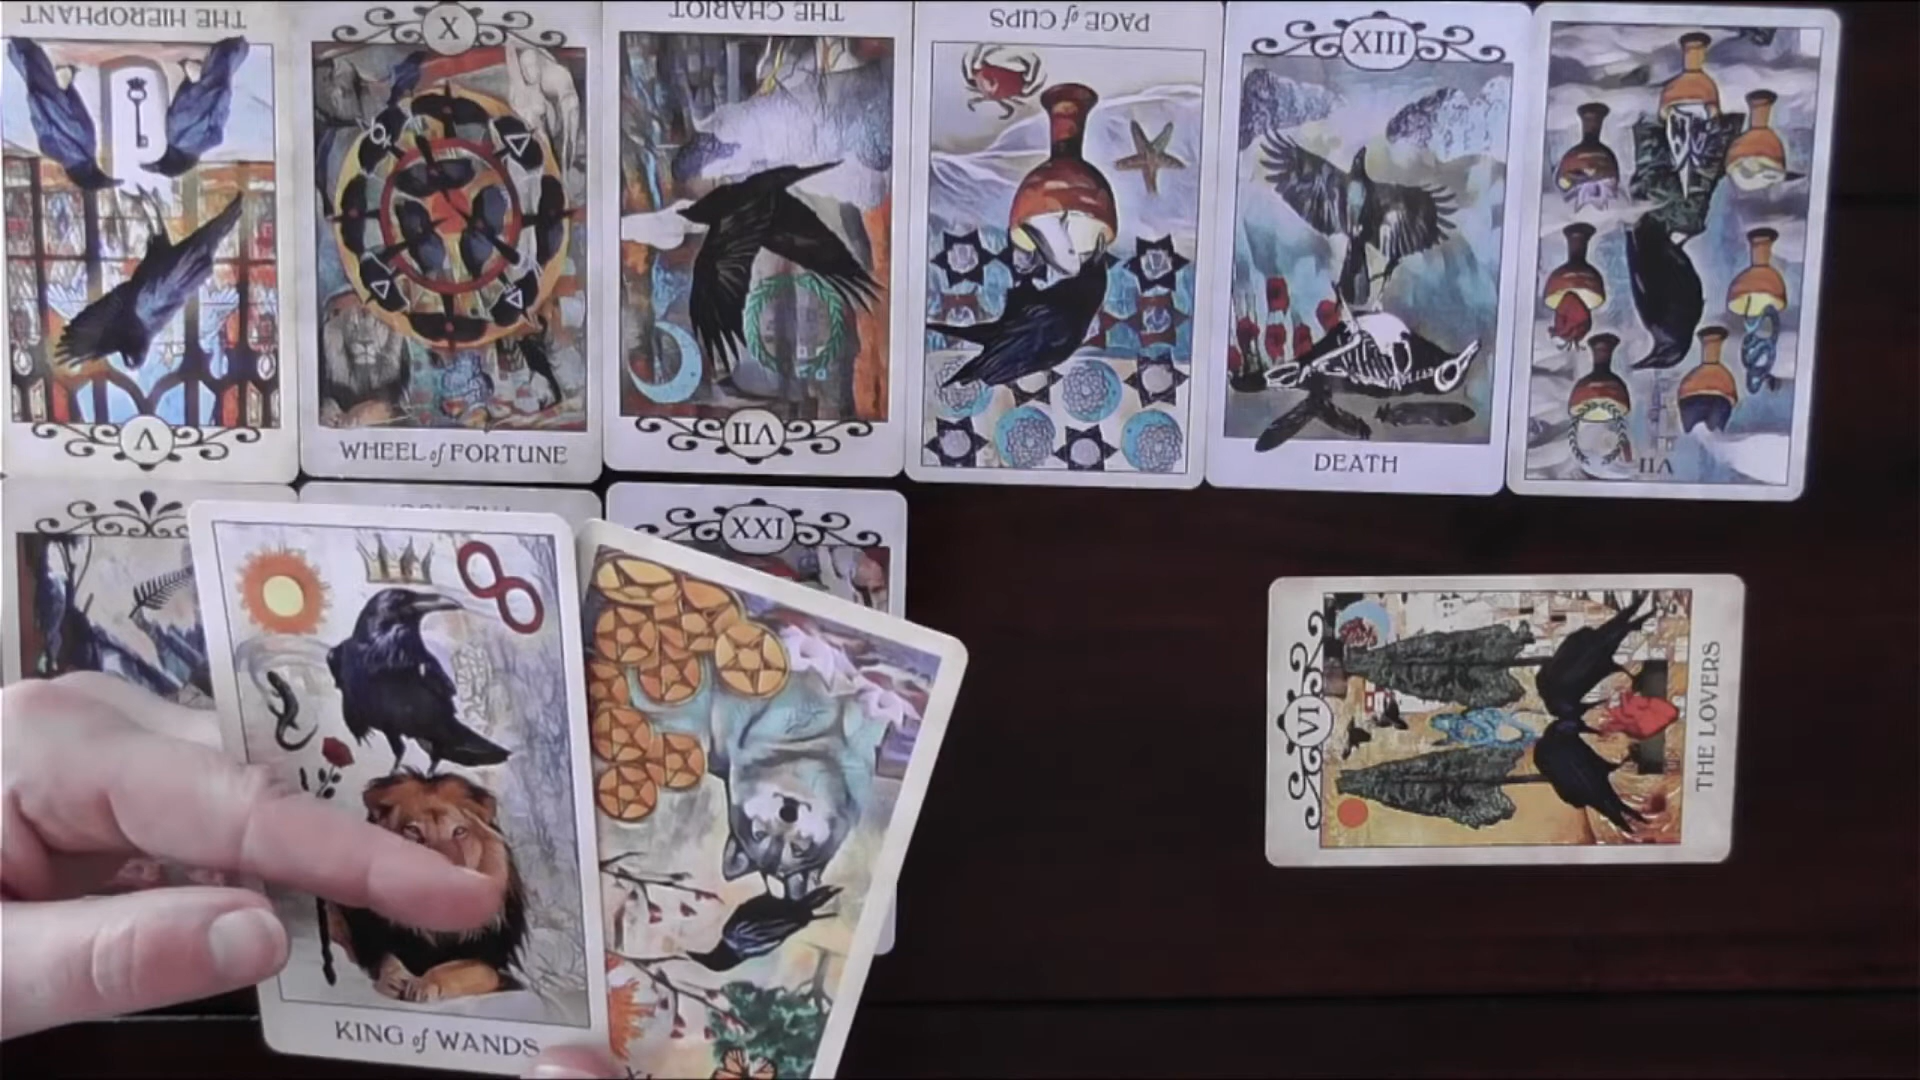 THE HIEROPHANT
V
X
WHEEL of FORTUNE
THE CHARIOT
VII
PAGE of CUPS
XIII
DEATH
VII
XXI
KING of WANDS
VI
THE LOVERS